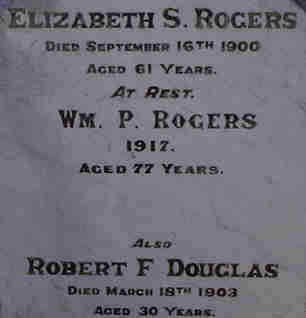 ELIZABETH S. ROGERS
DIED SEPTEMBER 16TH 1900
AGED 61 YEARS.
AT REST.
WM. P. ROGERS
1917.
AGED 77 YEARS.
ALSO
ROBERT F DOUGLAS
DIED MARCH 18TH 1903
AGED 30 YEARS.